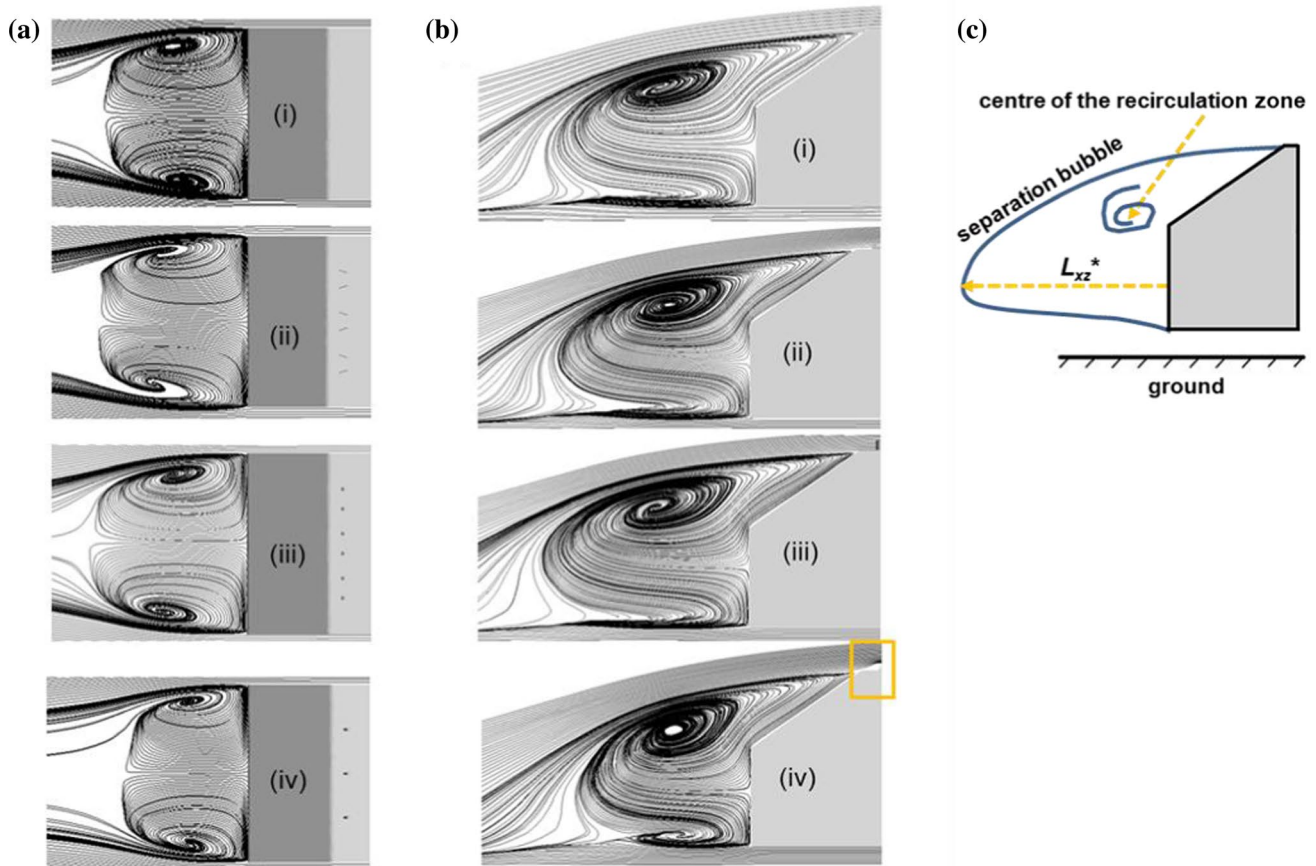 (a)
(i)
(ii)
(iii)
(iv)
(b)
(i)
(ii)
(iii)
(iv)
(c)
centre of the recirculation zone
separation bubble
Lxz*
ground